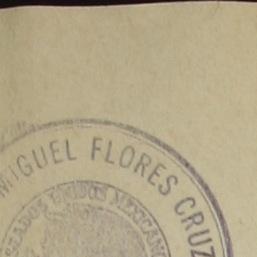 MIGUEL FLORES CRUZ
ESTADOS UNIDOS MEXICANOS